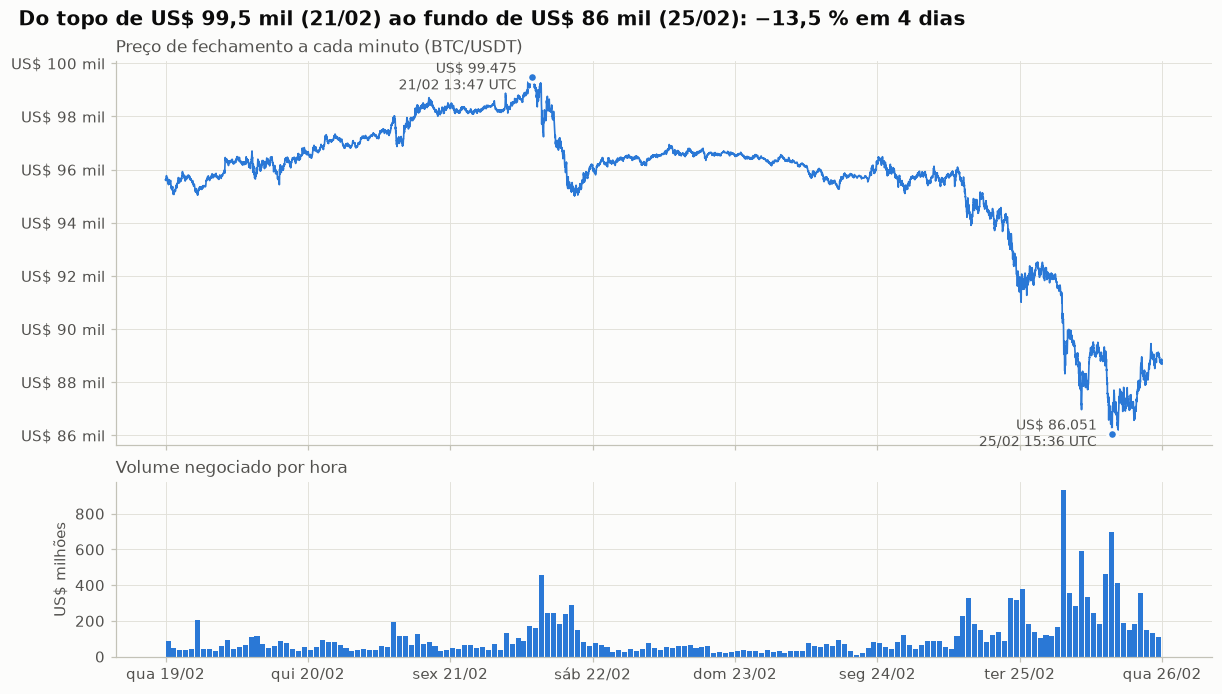 Do topo de US$ 99,5 mil (21/02) ao fundo de US$ 86 mil (25/02): −13,5 % em 4 dias
Preço de fechamento a cada minuto (BTC/USDT)
US$ 100 mil
US$ 98 mil
US$ 96 mil
US$ 94 mil
US$ 92 mil
US$ 90 mil
US$ 88 mil
US$ 86 mil
US$ 99.475
21/02 13:47 UTC
US$ 86.051
25/02 15:36 UTC
Volume negociado por hora
US$ milhões
800
600
400
200
0
qua 19/02
qui 20/02
sex 21/02
sáb 22/02
dom 23/02
seg 24/02
ter 25/02
qua 26/02